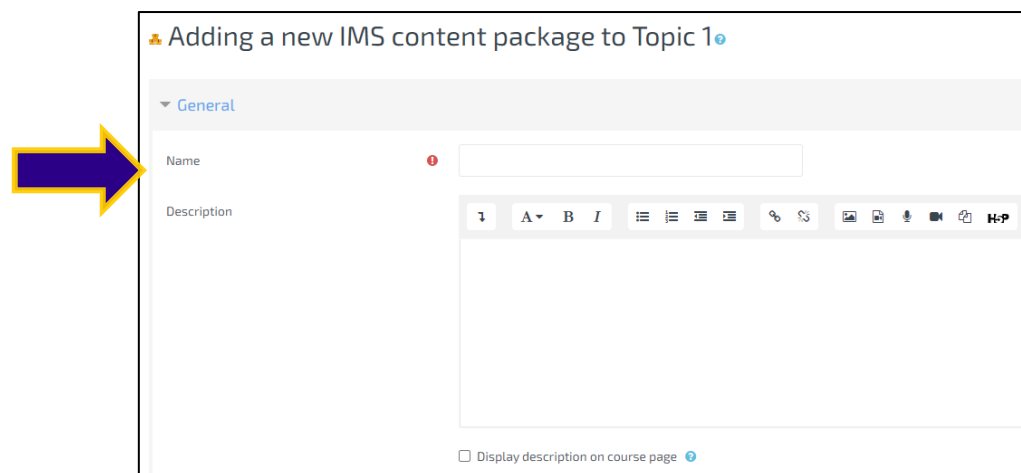 Adding a new IMS content package to Topic 1
General
Name
Description
A B I H-P
Display description on course page